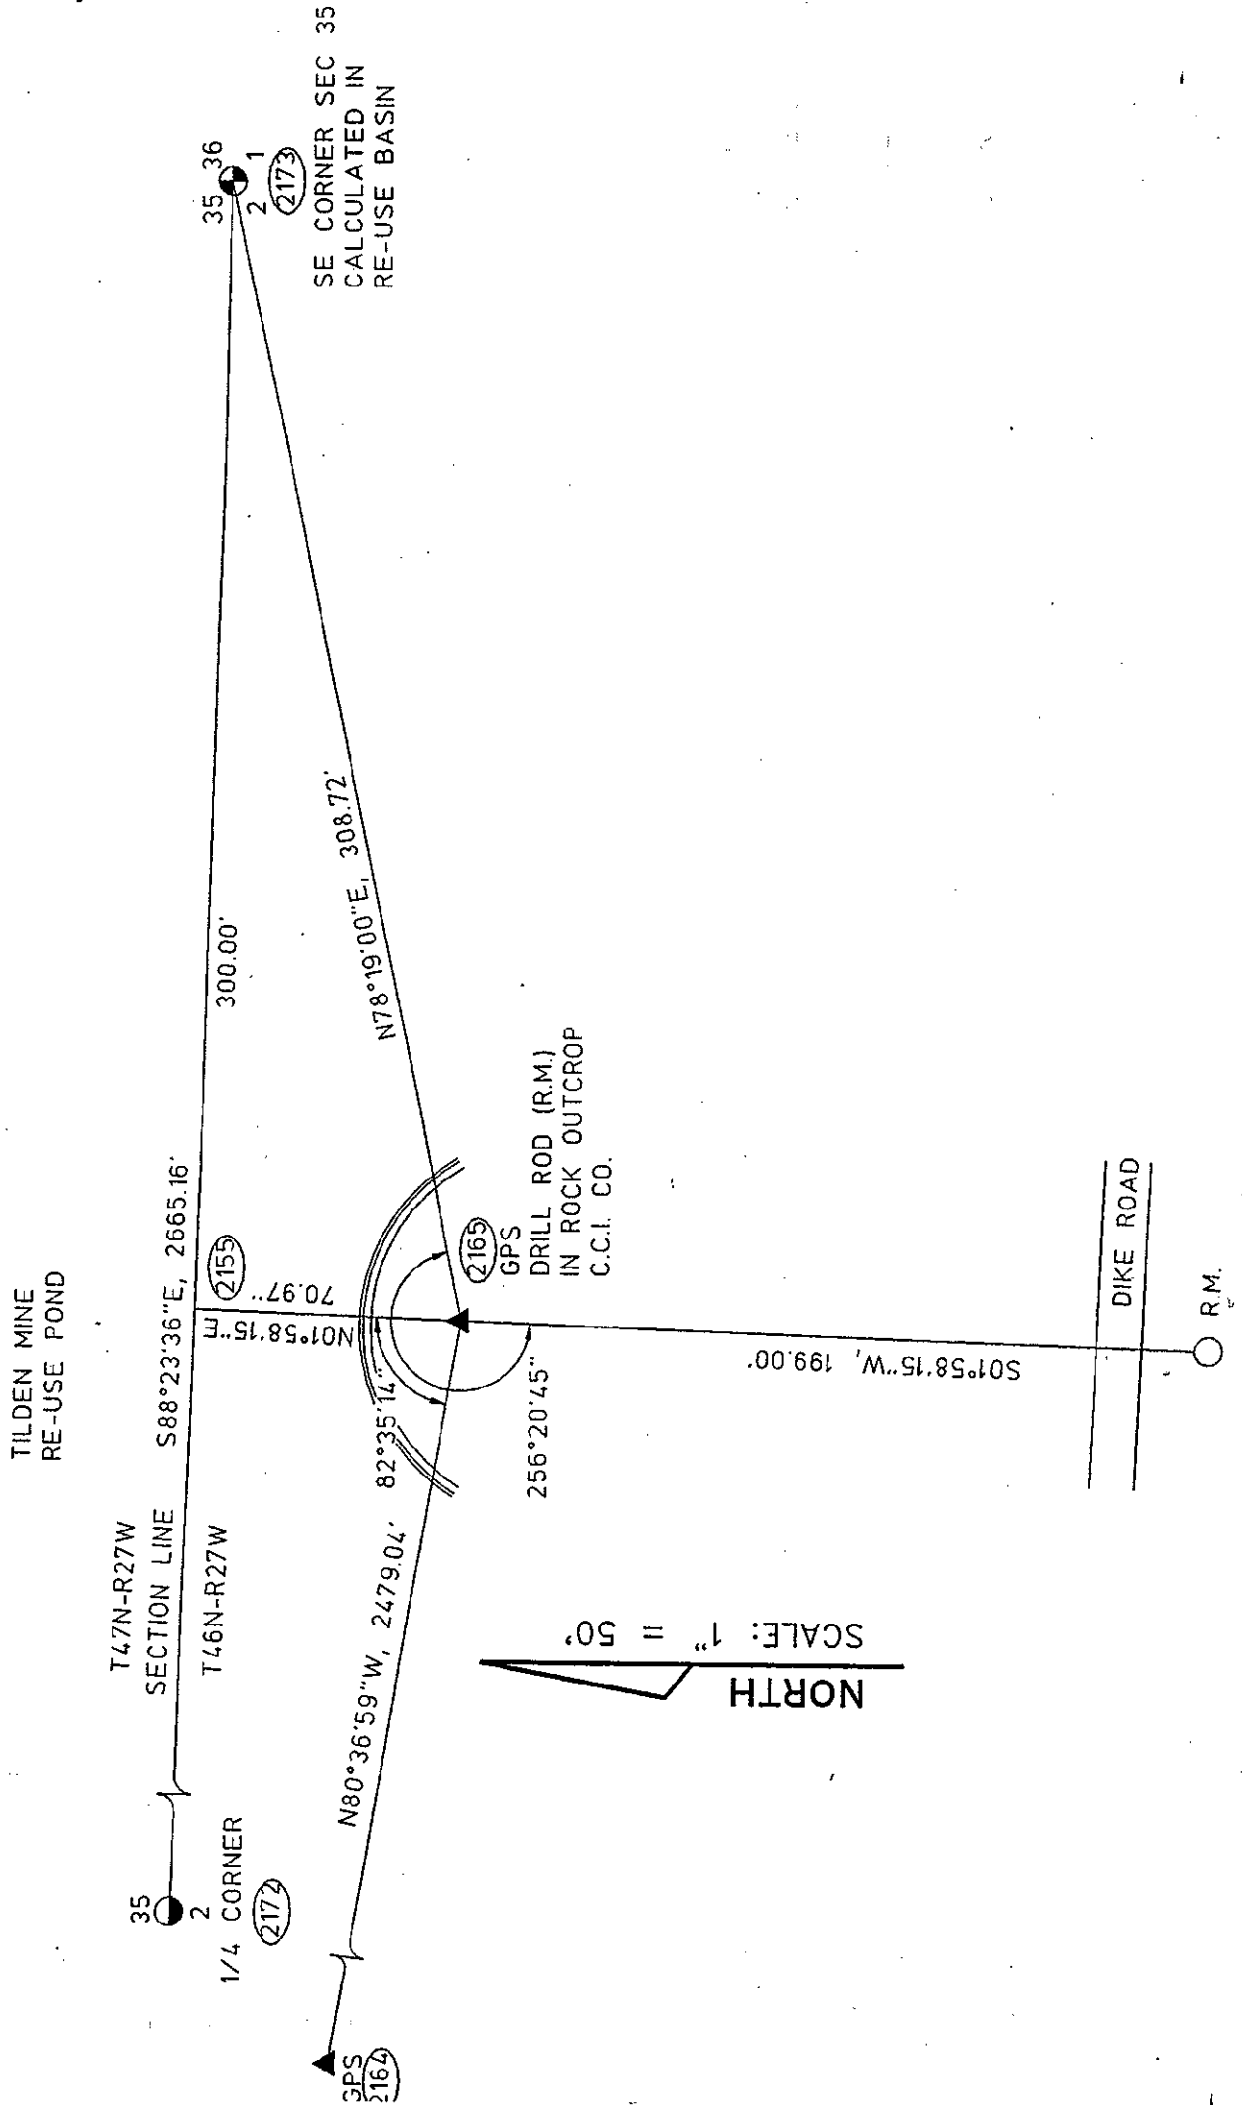 TILDEN MINE
RE-USE POND
T47N-R27W
SECTION LINE
T46N-R27W
S88°23'36"E, 2665.16'
300.00'
35
2
1/4 CORNER
2172
35 36
2 1
2173
SE CORNER SEC 35
CALCULATED IN
RE-USE BASIN
2155
N01°58'15"E
70.97''
N78°19'00"E, 308.72'
82°35'14"
256°20'45"
2165
GPS
DRILL ROD (R.M.)
IN ROCK OUTCROP
C.C.I. CO.
N80°36'59"W, 2479.04'
GPS
2164
S01°58'15"W, 199.00'
DIKE ROAD
R.M.
NORTH
SCALE: 1" = 50'